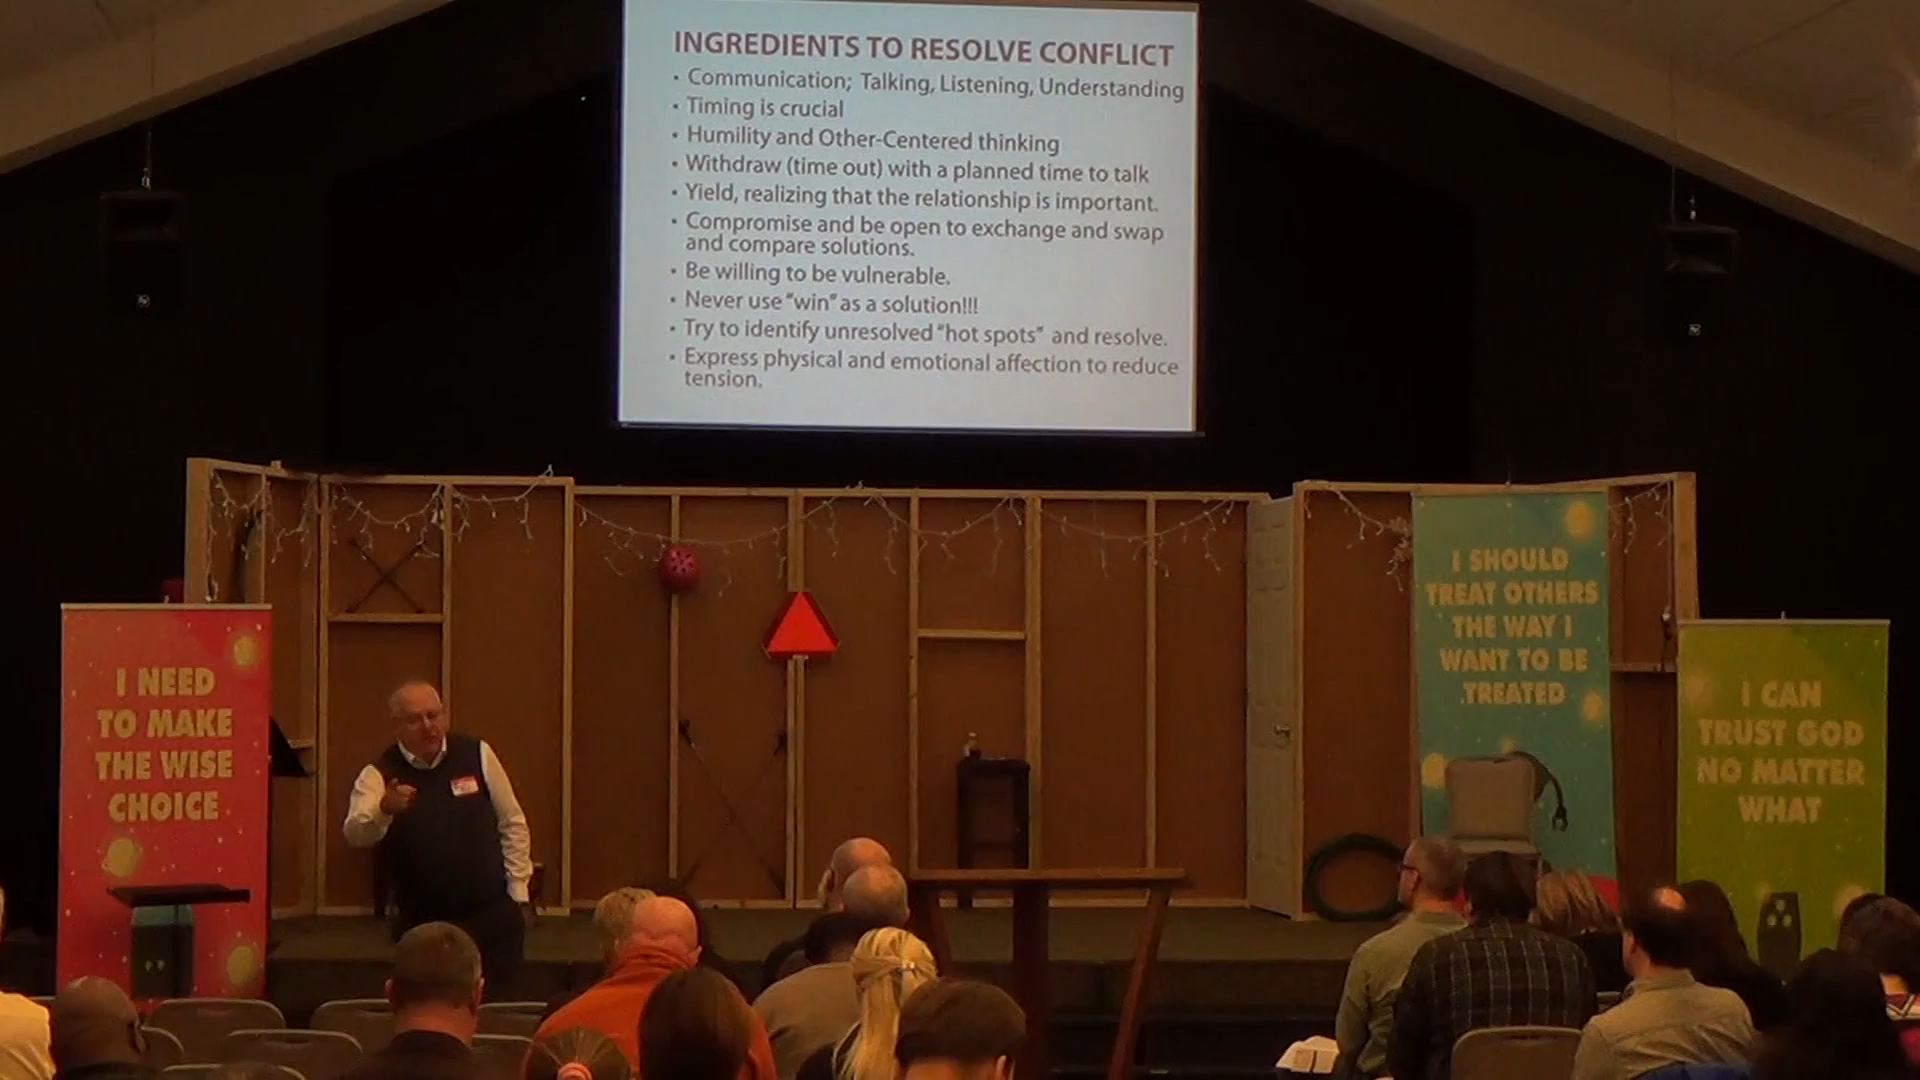 INGREDIENTS TO RESOLVE CONFLICT
• Communication; Talking, Listening, Understanding
• Timing is crucial
• Humility and Other-Centered thinking
• Withdraw (time out) with a planned time to talk
• Yield, realizing that the relationship is important.
• Compromise and be open to exchange and swap
and compare solutions.
• Be willing to be vulnerable.
• Never use "win" as a solution!!!
• Try to identify unresolved "hot spots" and resolve.
• Express physical and emotional affection to reduce
tension.
I NEED
TO MAKE
THE WISE
CHOICE
I SHOULD
TREAT OTHERS
THE WAY I
WANT TO BE
TREATED
I CAN
TRUST GOD
NO MATTER
WHAT